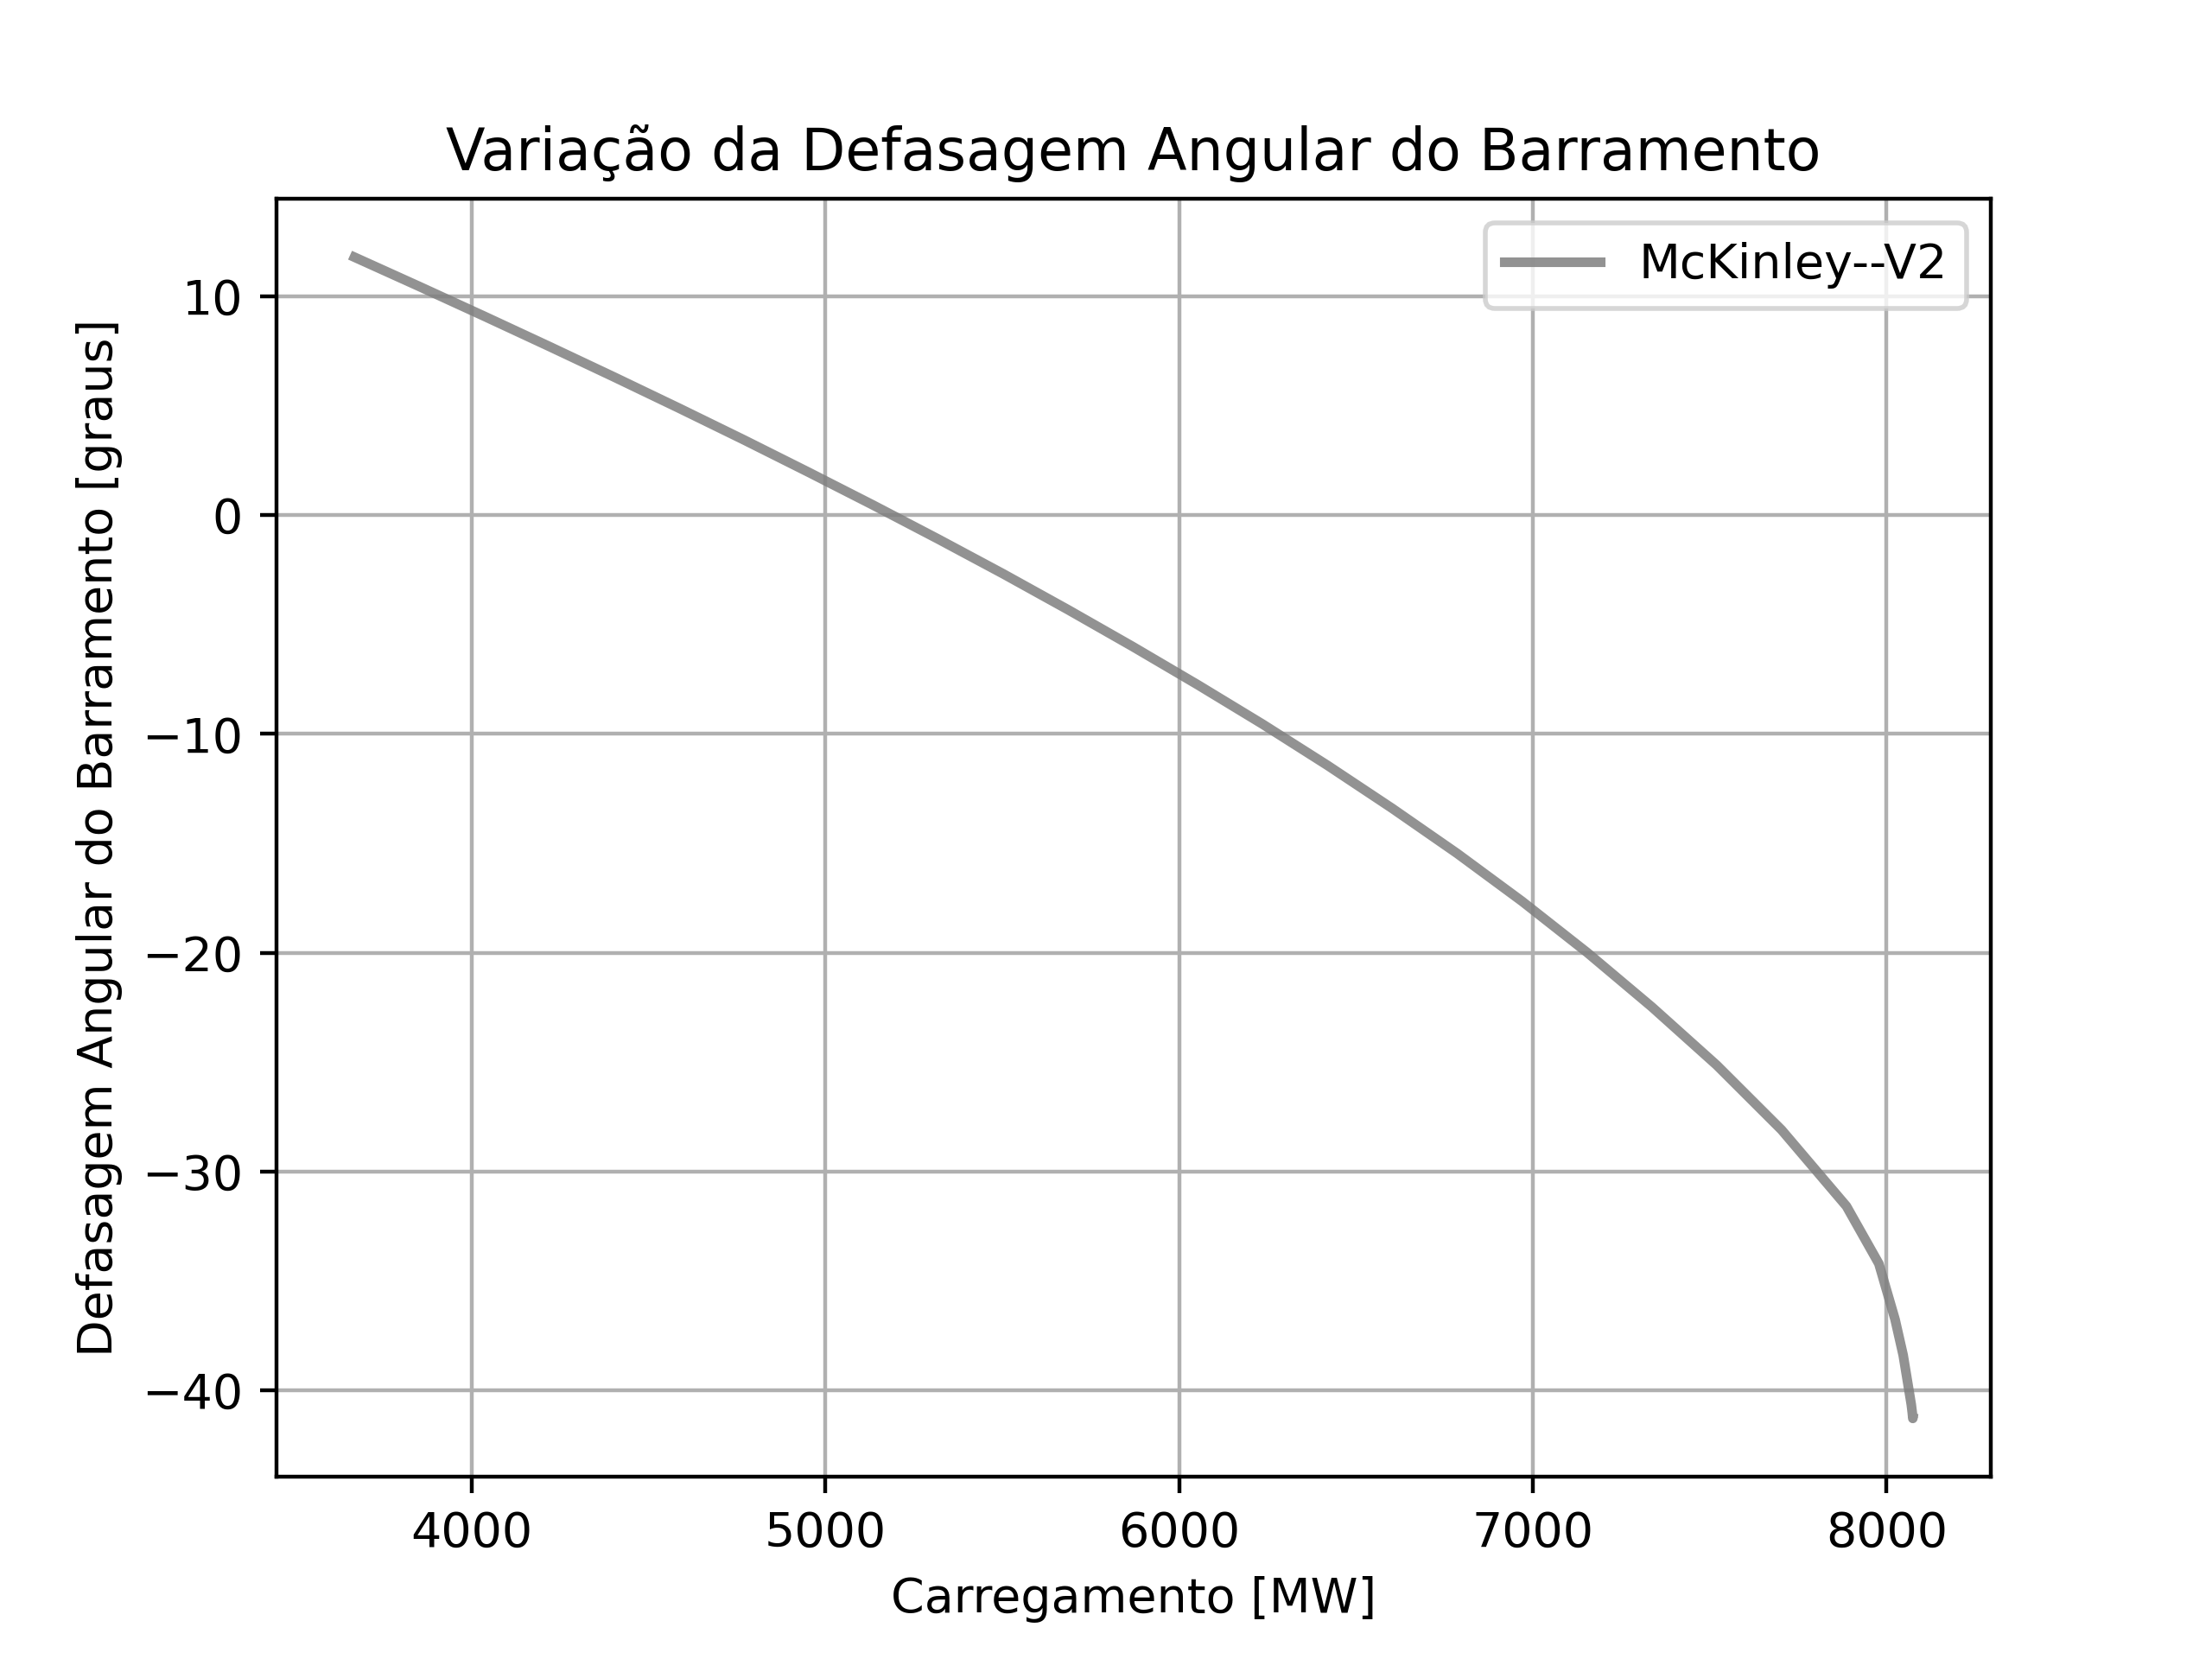 Variação da Defasagem Angular do Barramento
McKinley--V2
Defasagem Angular do Barramento [graus]
10
0
−10
−20
−30
−40
4000 5000 6000 7000 8000
Carregamento [MW]